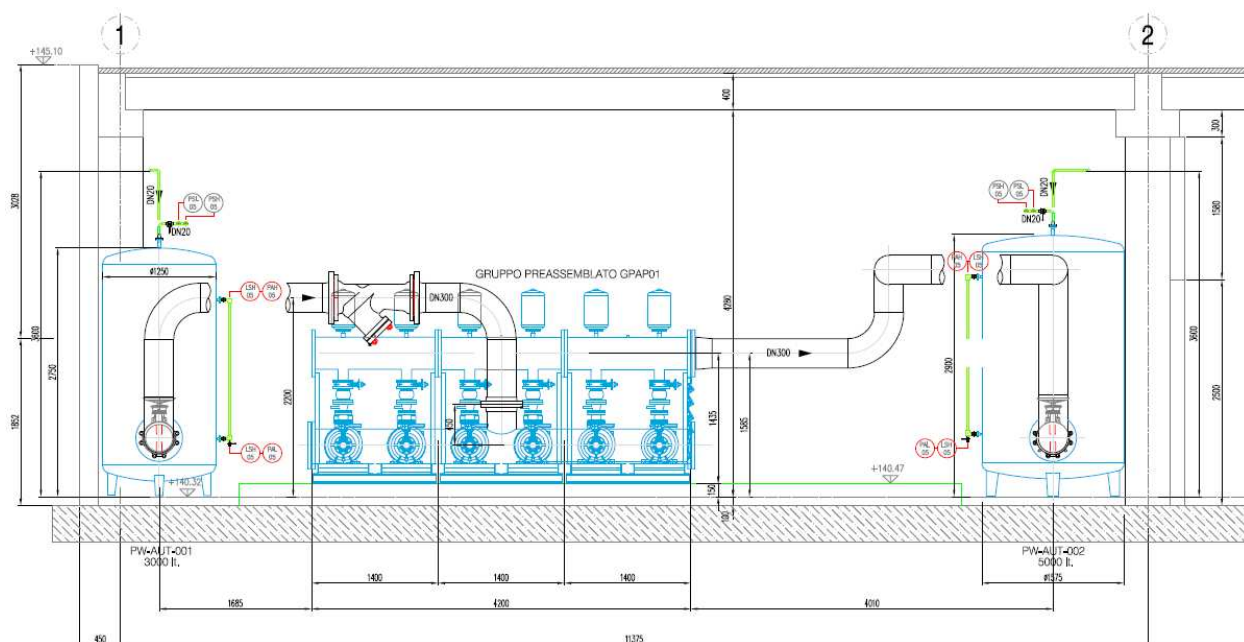 1
2
+145.10
400
300
3028
DN20
PSL
05
PSH
05
DN20
PSH
05
PSL
05
DN20
DN20
1580
ø1250
GRUPPO PREASSEMBLATO GPAP01
LSH
05
PAH
05
PAH
05
LSH
05
DN300
DN300
3600
2750
2200
4280
2900
3600
1852
450
1435
1585
2500
LSH
05
PAL
05
PAL
05
LSH
05
+140.32
+140.47
150
100
PW-AUT-001
3000 lt.
PW-AUT-002
5000 lt.
1400
1400
1400
ø1575
1685
4200
4010
450
11375